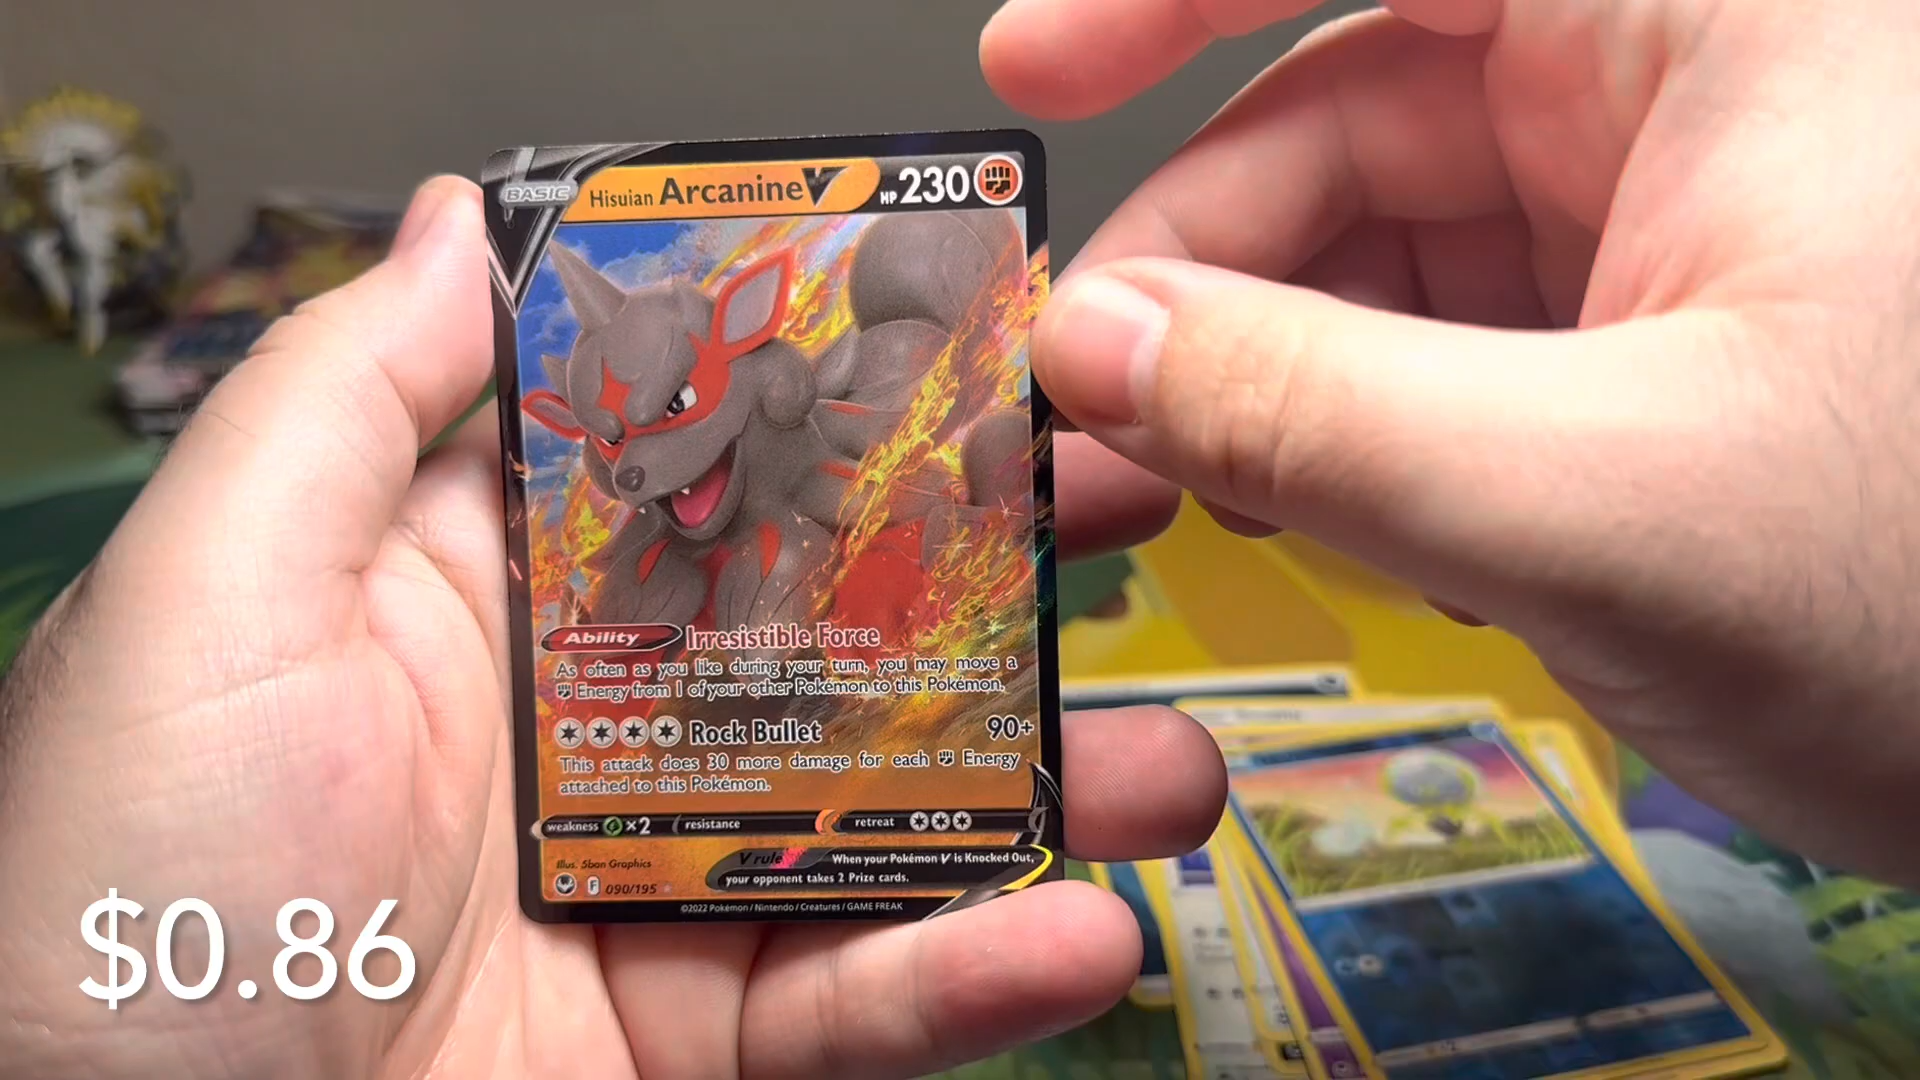 BASIC
Hisuian Arcanine V HP 230
Ability Irresistible Force
As often as you like during your turn, you may move a
Energy from 1 of your other Pokémon to this Pokémon.
Rock Bullet 90+
This attack does 30 more damage for each Energy
attached to this Pokémon.
weakness ×2 resistance retreat
Illus. 5ban Graphics
V rule When your Pokémon V is Knocked Out,
your opponent takes 2 Prize cards.
F 090/195
©2022 Pokémon / Nintendo / Creatures / GAME FREAK
$0.86